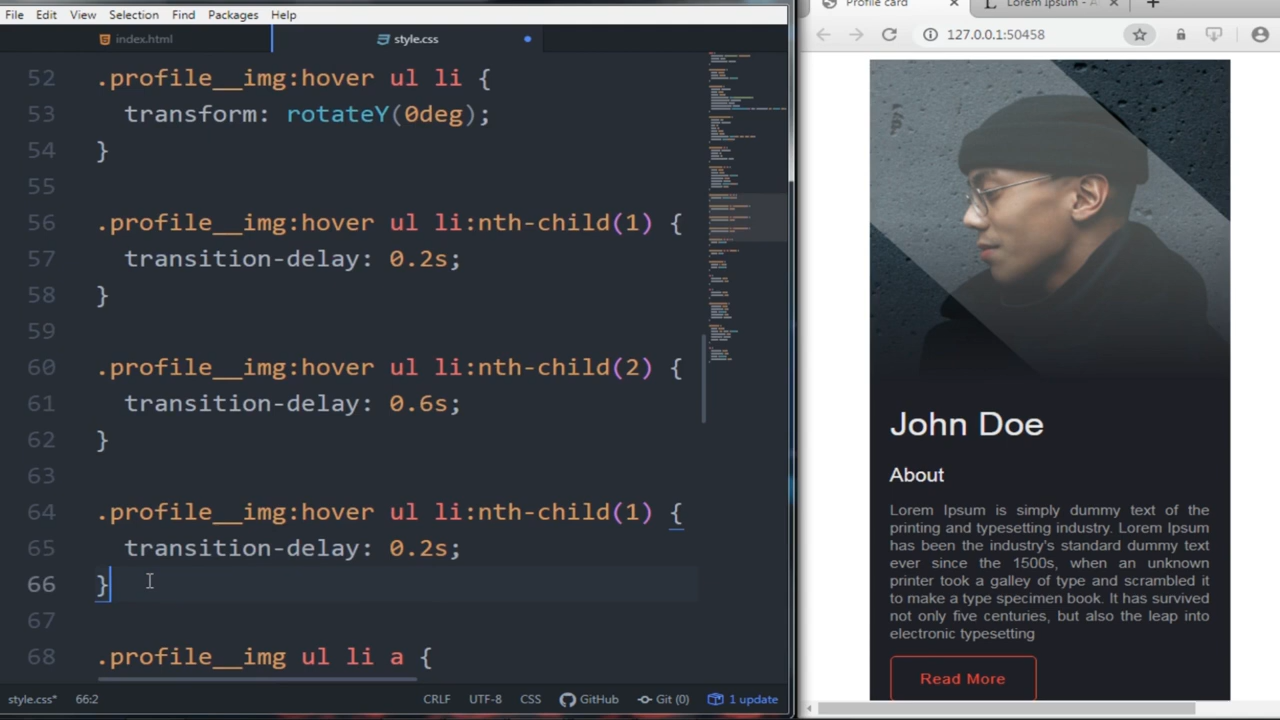 File Edit View Selection Find Packages Help
index.html
style.css
52 .profile__img:hover ul li {
53 transform: rotateY(0deg);
54 }
55
56 .profile__img:hover ul li:nth-child(1) {
57 transition-delay: 0.2s;
58 }
59
60 .profile__img:hover ul li:nth-child(2) {
61 transition-delay: 0.6s;
62 }
63
64 .profile__img:hover ul li:nth-child(1) {
65 transition-delay: 0.2s;
66 }
67
68 .profile__img ul li a {
style.css* 66:2 CRLF UTF-8 CSS GitHub Git (0) 1 update
Profile card
Lorem Ipsum - A
127.0.0.1:50458
John Doe
About
Lorem Ipsum is simply dummy text of the
printing and typesetting industry. Lorem Ipsum
has been the industry's standard dummy text
ever since the 1500s, when an unknown
printer took a galley of type and scrambled it
to make a type specimen book. It has survived
not only five centuries, but also the leap into
electronic typesetting
Read More